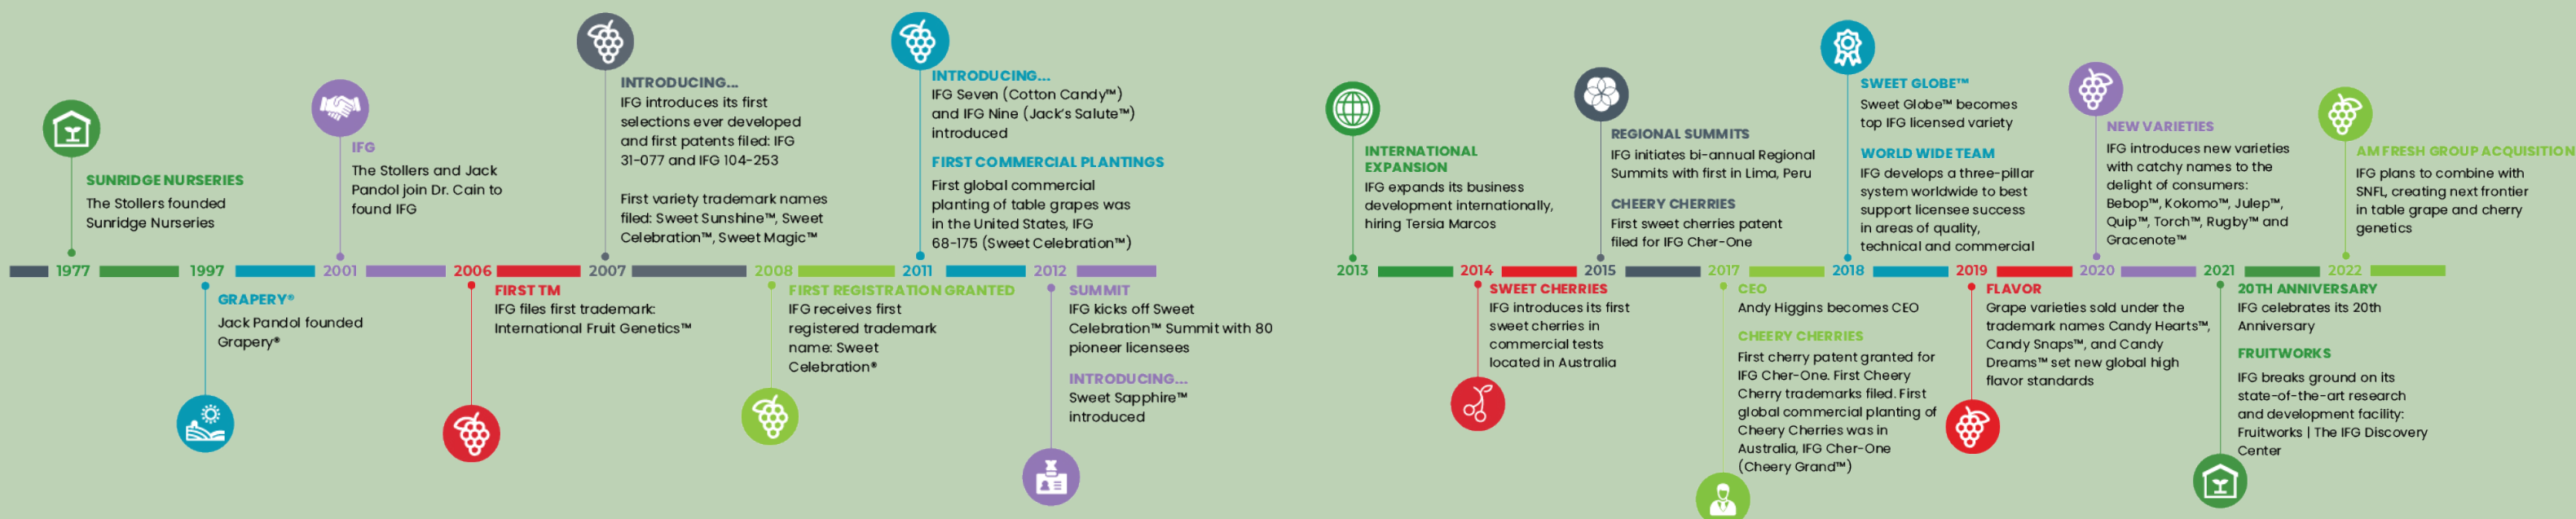 1977
SUNRIDGE NURSERIES
The Stollers founded
Sunridge Nurseries
1997
GRAPERY®
Jack Pandol founded
Grapery®
2001
IFG
The Stollers and Jack
Pandol join Dr. Cain to
found IFG
2006
FIRST TM
IFG files first trademark:
International Fruit Genetics™
2007
INTRODUCING...
IFG introduces its first
selections ever developed
and first patents filed: IFG
31-077 and IFG 104-253
First variety trademark names
filed: Sweet Sunshine™, Sweet
Celebration™, Sweet Magic™
2008
FIRST REGISTRATION GRANTED
IFG receives first
registered trademark
name: Sweet
Celebration®
2011
INTRODUCING...
IFG Seven (Cotton Candy™)
and IFG Nine (Jack's Salute™)
introduced
FIRST COMMERCIAL PLANTINGS
First global commercial
planting of table grapes was
in the United States, IFG
68-175 (Sweet Celebration™)
2012
SUMMIT
IFG kicks off Sweet
Celebration™ Summit with 80
pioneer licensees
INTRODUCING...
Sweet Sapphire™
introduced
2013
INTERNATIONAL
EXPANSION
IFG expands its business
development internationally,
hiring Tersia Marcos
2014
SWEET CHERRIES
IFG introduces its first
sweet cherries in
commercial tests
located in Australia
2015
REGIONAL SUMMITS
IFG initiates bi-annual Regional
Summits with first in Lima, Peru
CHEERY CHERRIES
First sweet cherries patent
filed for IFG Cher-One
2017
CEO
Andy Higgins becomes CEO
CHEERY CHERRIES
First cherry patent granted for
IFG Cher-One. First Cheery
Cherry trademarks filed. First
global commercial planting of
Cheery Cherries was in
Australia, IFG Cher-One
(Cheery Grand™)
2018
SWEET GLOBE™
Sweet Globe™ becomes
top IFG licensed variety
WORLD WIDE TEAM
IFG develops a three-pillar
system worldwide to best
support licensee success
in areas of quality,
technical and commercial
2019
FLAVOR
Grape varieties sold under the
trademark names Candy Hearts™,
Candy Snaps™, and Candy
Dreams™ set new global high
flavor standards
2020
NEW VARIETIES
IFG introduces new varieties
with catchy names to the
delight of consumers:
Bebop™, Kokomo™, Julep™,
Quip™, Torch™, Rugby™ and
Gracenote™
2021
20TH ANNIVERSARY
IFG celebrates its 20th
Anniversary
FRUITWORKS
IFG breaks ground on its
state-of-the-art research
and development facility:
Fruitworks | The IFG Discovery
Center
2022
AM FRESH GROUP ACQUISITION
IFG plans to combine with
SNFL, creating next frontier
in table grape and cherry
genetics